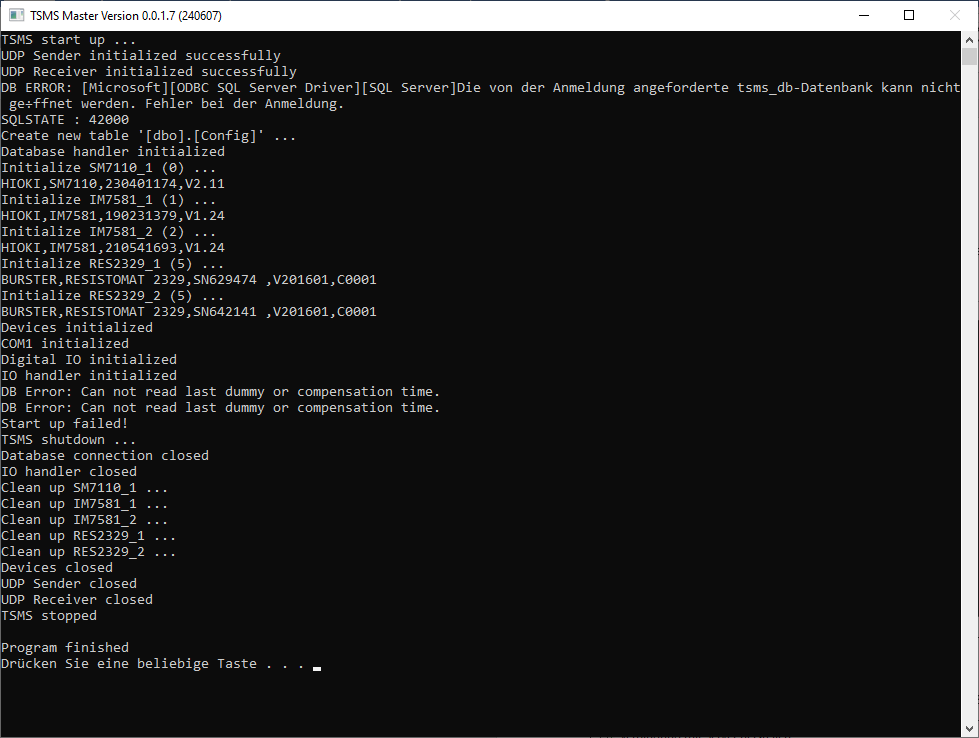 TSMS Master Version 0.0.1.7 (240607)
TSMS start up ...
UDP Sender initialized successfully
UDP Receiver initialized successfully
DB ERROR: [Microsoft][ODBC SQL Server Driver][SQL Server]Die von der Anmeldung angeforderte tsms_db-Datenbank kann nicht
ge÷ffnet werden. Fehler bei der Anmeldung.
SQLSTATE : 42000
Create new table '[dbo].[Config]' ...
Database handler initialized
Initialize SM7110_1 (0) ...
HIOKI,SM7110,230401174,V2.11
Initialize IM7581_1 (1) ...
HIOKI,IM7581,190231379,V1.24
Initialize IM7581_2 (2) ...
HIOKI,IM7581,210541693,V1.24
Initialize RES2329_1 (5) ...
BURSTER,RESISTOMAT 2329,SN629474 ,V201601,C0001
Initialize RES2329_2 (5) ...
BURSTER,RESISTOMAT 2329,SN642141 ,V201601,C0001
Devices initialized
COM1 initialized
Digital IO initialized
IO handler initialized
DB Error: Can not read last dummy or compensation time.
DB Error: Can not read last dummy or compensation time.
Start up failed!
TSMS shutdown ...
Database connection closed
IO handler closed
Clean up SM7110_1 ...
Clean up IM7581_1 ...
Clean up IM7581_2 ...
Clean up RES2329_1 ...
Clean up RES2329_2 ...
Devices closed
UDP Sender closed
UDP Receiver closed
TSMS stopped
Program finished
Drücken Sie eine beliebige Taste . . .